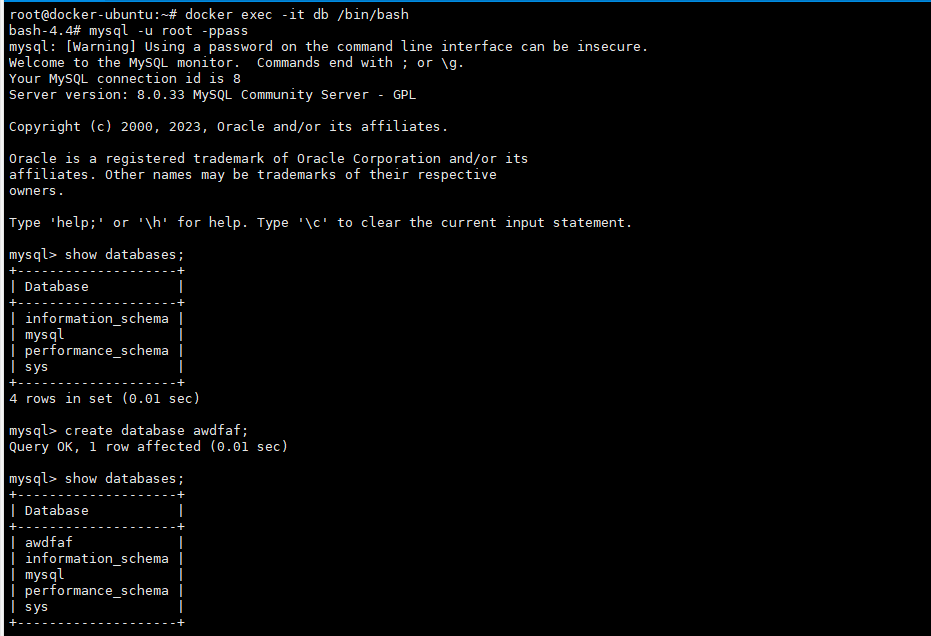 root@docker-ubuntu:~# docker exec -it db /bin/bash
bash-4.4# mysql -u root -ppass
mysql: [Warning] Using a password on the command line interface can be insecure.
Welcome to the MySQL monitor.  Commands end with ; or \g.
Your MySQL connection id is 8
Server version: 8.0.33 MySQL Community Server - GPL

Copyright (c) 2000, 2023, Oracle and/or its affiliates.

Oracle is a registered trademark of Oracle Corporation and/or its
affiliates. Other names may be trademarks of their respective
owners.

Type 'help;' or '\h' for help. Type '\c' to clear the current input statement.

mysql> show databases;
+--------------------+
| Database           |
+--------------------+
| information_schema |
| mysql              |
| performance_schema |
| sys                |
+--------------------+
4 rows in set (0.01 sec)

mysql> create database awdfaf;
Query OK, 1 row affected (0.01 sec)

mysql> show databases;
+--------------------+
| Database           |
+--------------------+
| awdfaf             |
| information_schema |
| mysql              |
| performance_schema |
| sys                |
+--------------------+